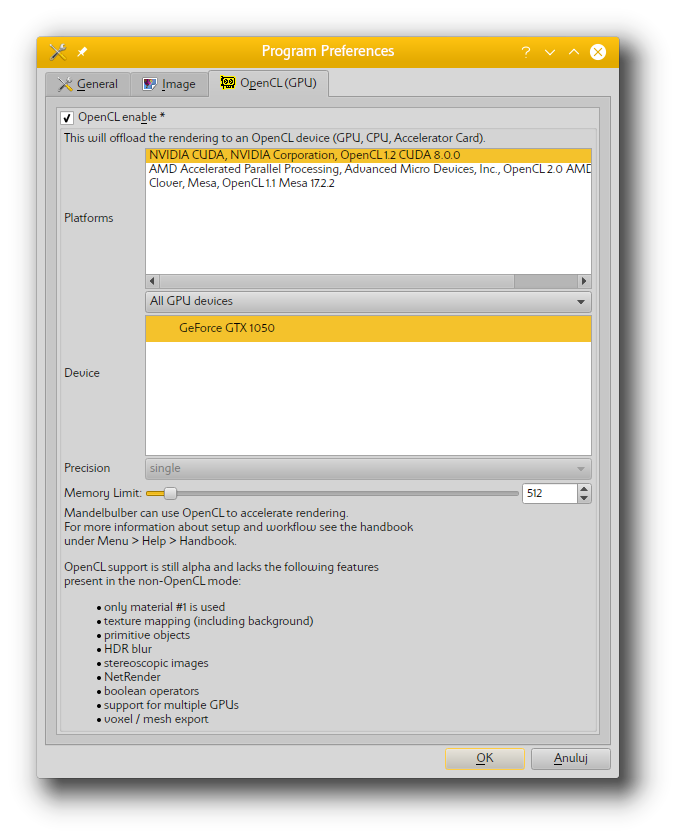 Program Preferences
General Image OpenCL (GPU)
OpenCL enable *
This will offload the rendering to an OpenCL device (GPU, CPU, Accelerator Card).
NVIDIA CUDA, NVIDIA Corporation, OpenCL 1.2 CUDA 8.0.0
AMD Accelerated Parallel Processing, Advanced Micro Devices, Inc., OpenCL 2.0 AMD
Clover, Mesa, OpenCL 1.1 Mesa 17.2.2
Platforms
All GPU devices
GeForce GTX 1050
Device
Precision single
Memory Limit: 512
Mandelbulber can use OpenCL to accelerate rendering.
For more information about setup and workflow see the handbook
under Menu > Help > Handbook.
OpenCL support is still alpha and lacks the following features
present in the non-OpenCL mode:
• only material #1 is used
• texture mapping (including background)
• primitive objects
• HDR blur
• stereoscopic images
• NetRender
• boolean operators
• support for multiple GPUs
• voxel / mesh export
OK Anuluj